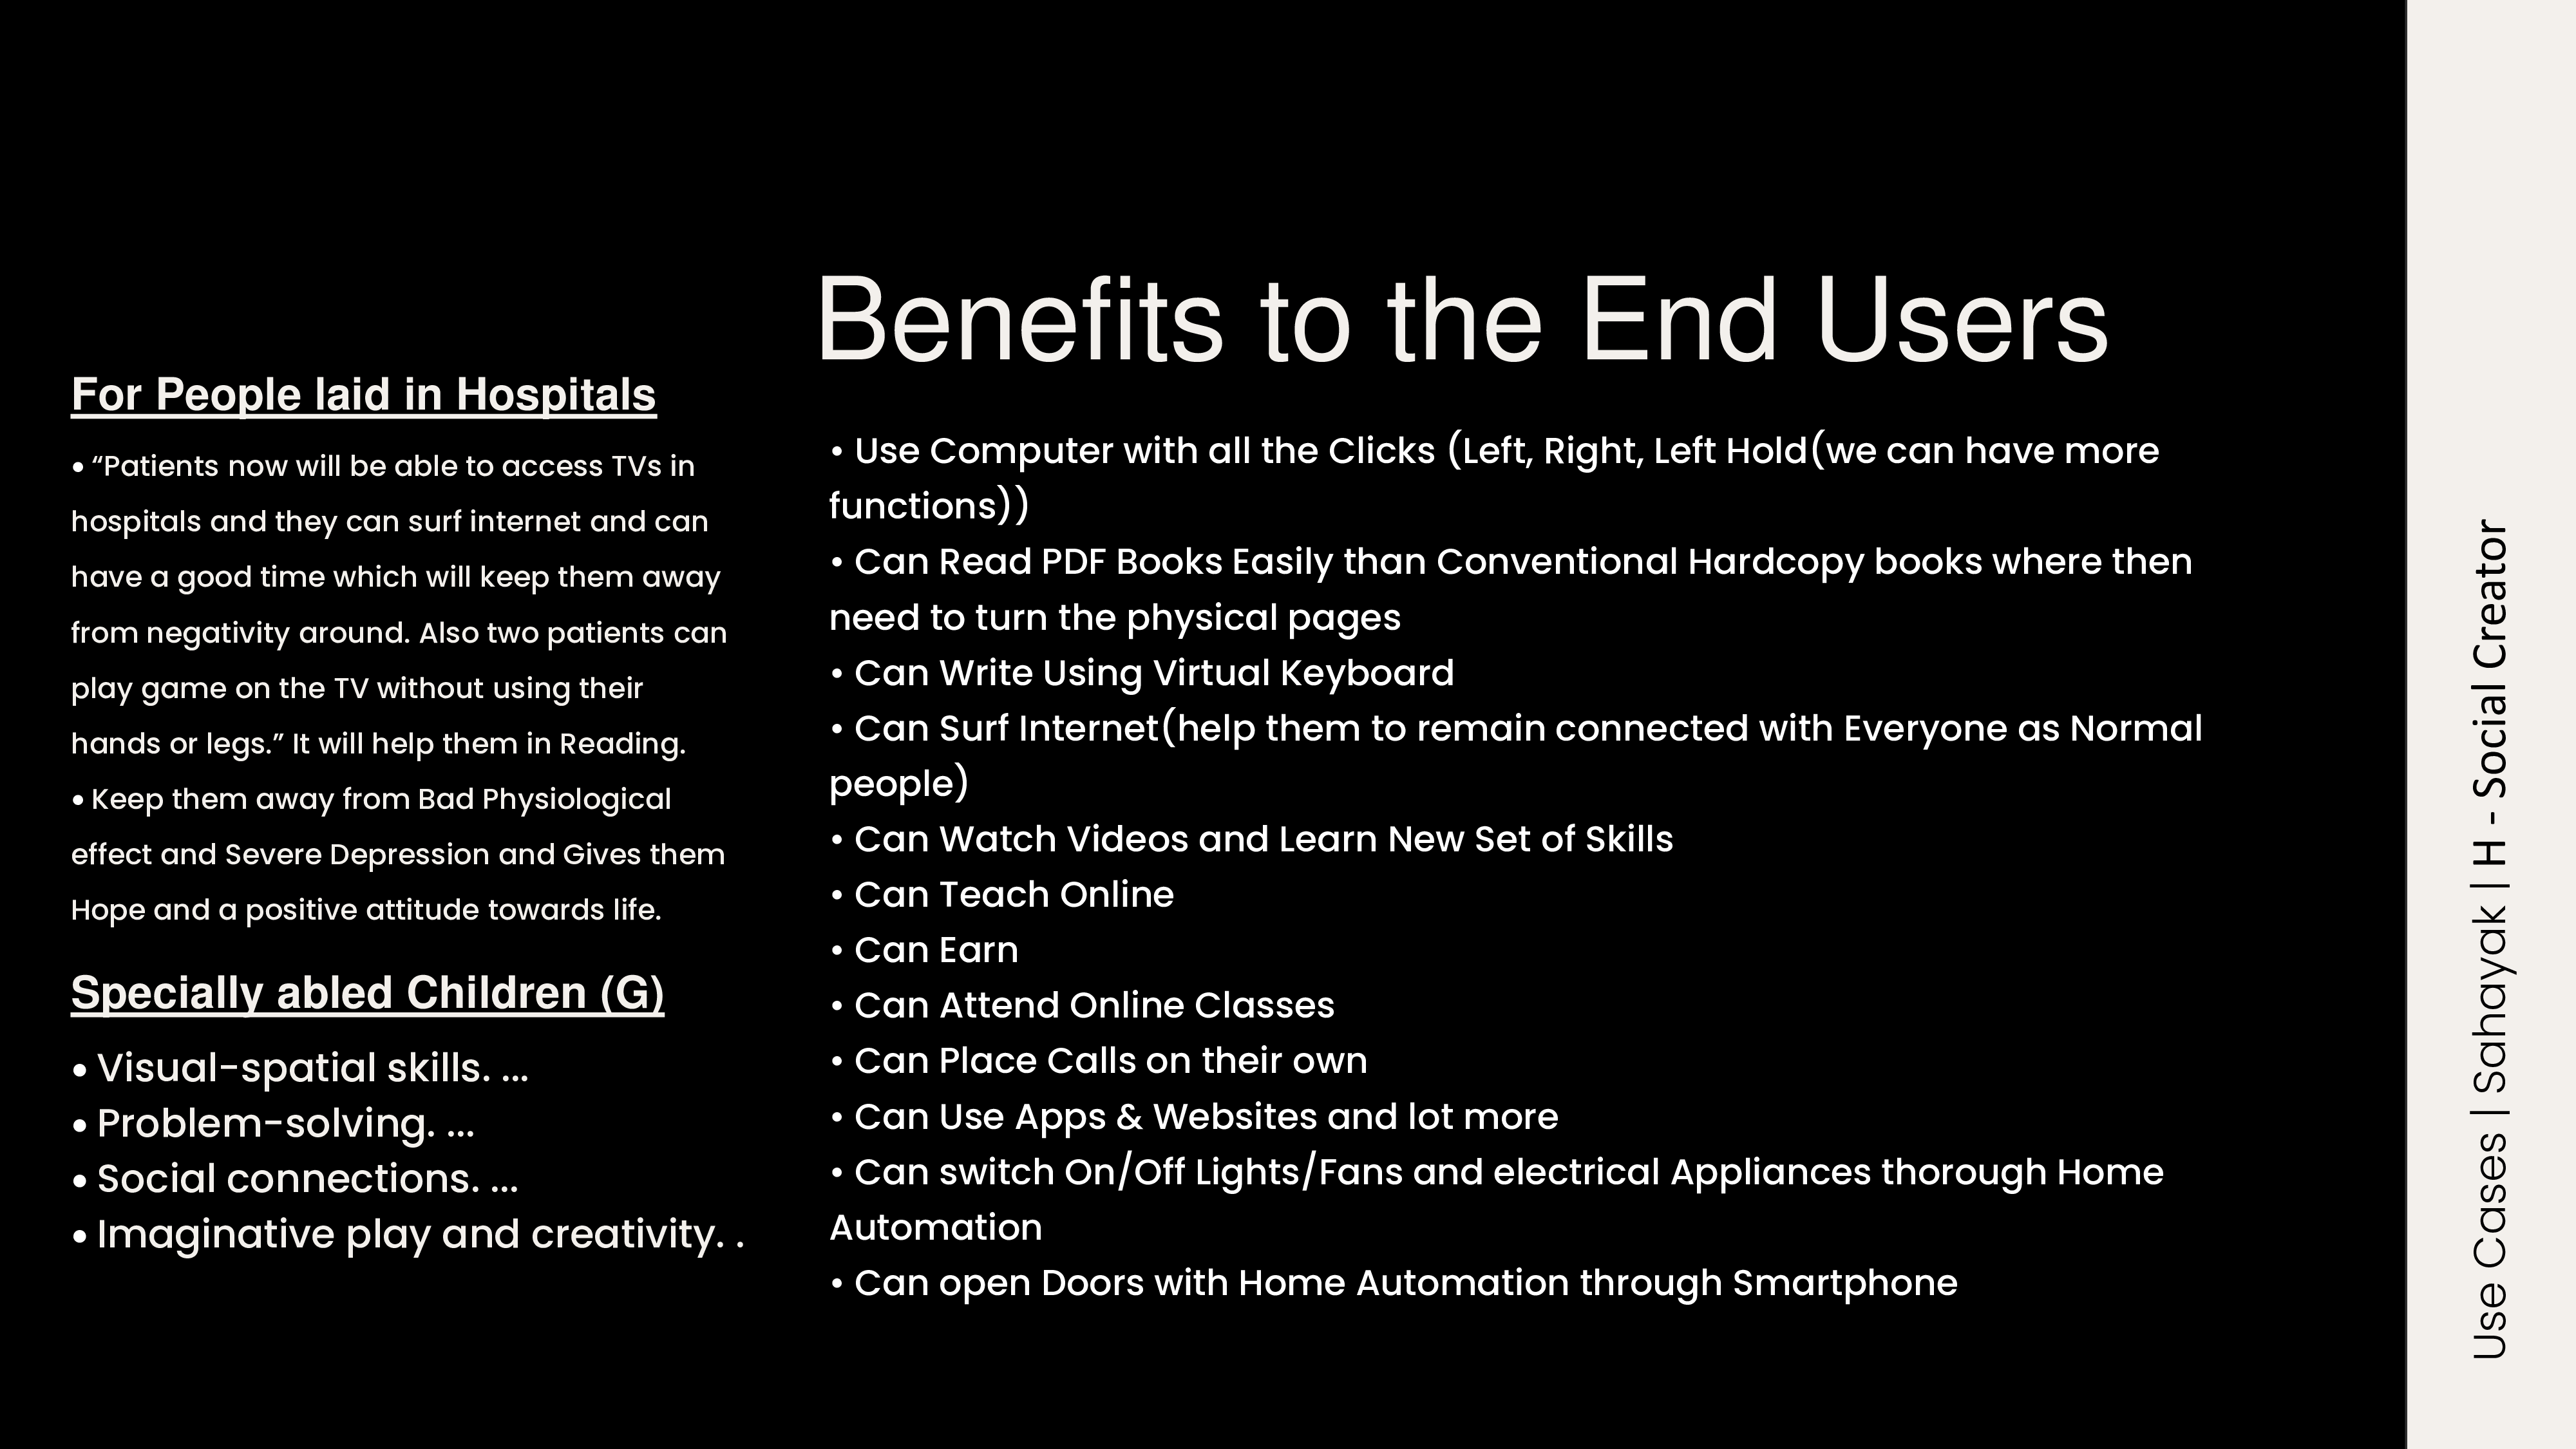 Benefits to the End Users
For People laid in Hospitals
• “Patients now will be able to access TVs in
hospitals and they can surf internet and can
have a good time which will keep them away
from negativity around. Also two patients can
play game on the TV without using their
hands or legs.” It will help them in Reading.
• Keep them away from Bad Physiological
effect and Severe Depression and Gives them
Hope and a positive attitude towards life.
Specially abled Children (G)
• Visual-spatial skills. ...
• Problem-solving. ...
• Social connections. ...
• Imaginative play and creativity. .
• Use Computer with all the Clicks (Left, Right, Left Hold(we can have more
functions))
• Can Read PDF Books Easily than Conventional Hardcopy books where then
need to turn the physical pages
• Can Write Using Virtual Keyboard
• Can Surf Internet(help them to remain connected with Everyone as Normal
people)
• Can Watch Videos and Learn New Set of Skills
• Can Teach Online
• Can Earn
• Can Attend Online Classes
• Can Place Calls on their own
• Can Use Apps & Websites and lot more
• Can switch On/Off Lights/Fans and electrical Appliances thorough Home
Automation
• Can open Doors with Home Automation through Smartphone
Use Cases | Sahayak | H - Social Creator